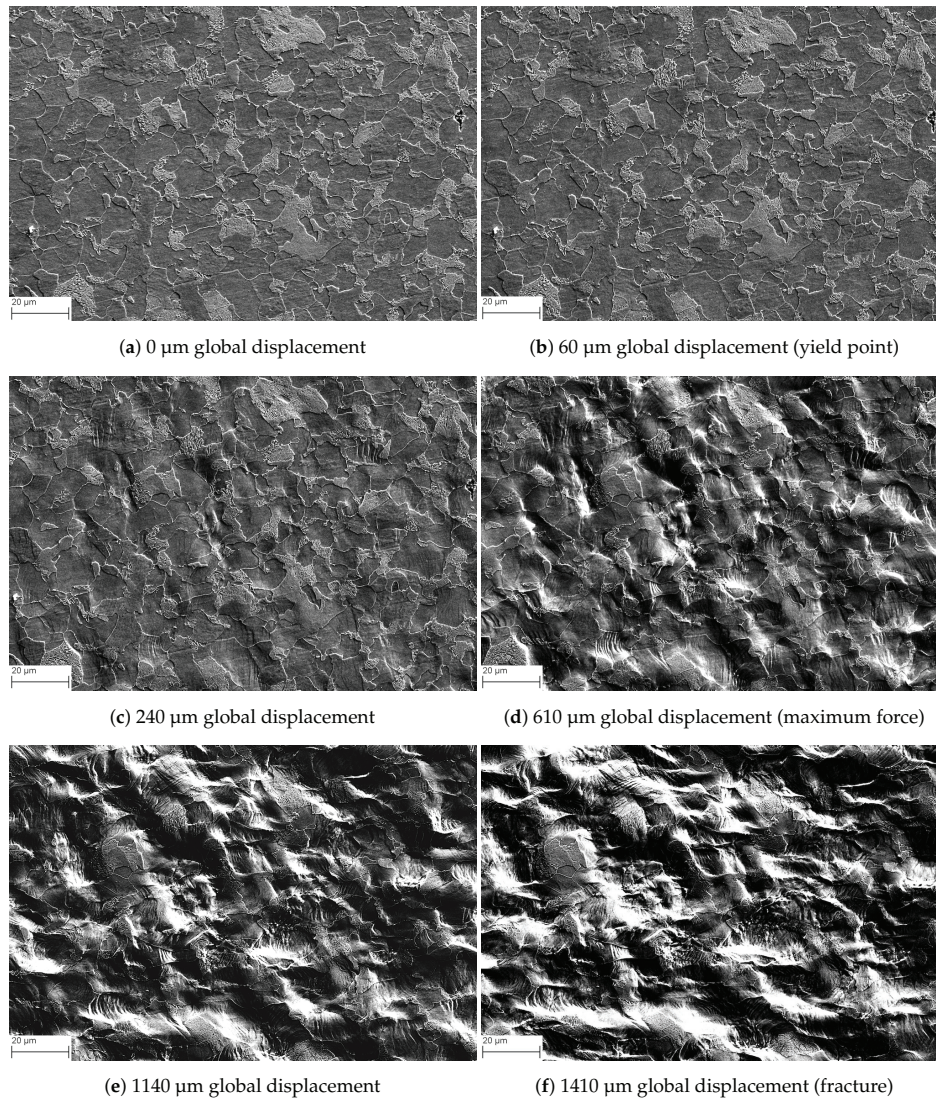 20 µm
20 µm
(a) 0 µm global displacement
(b) 60 µm global displacement (yield point)
20 µm
20 µm
(c) 240 µm global displacement
(d) 610 µm global displacement (maximum force)
20 µm
20 µm
(e) 1140 µm global displacement
(f) 1410 µm global displacement (fracture)